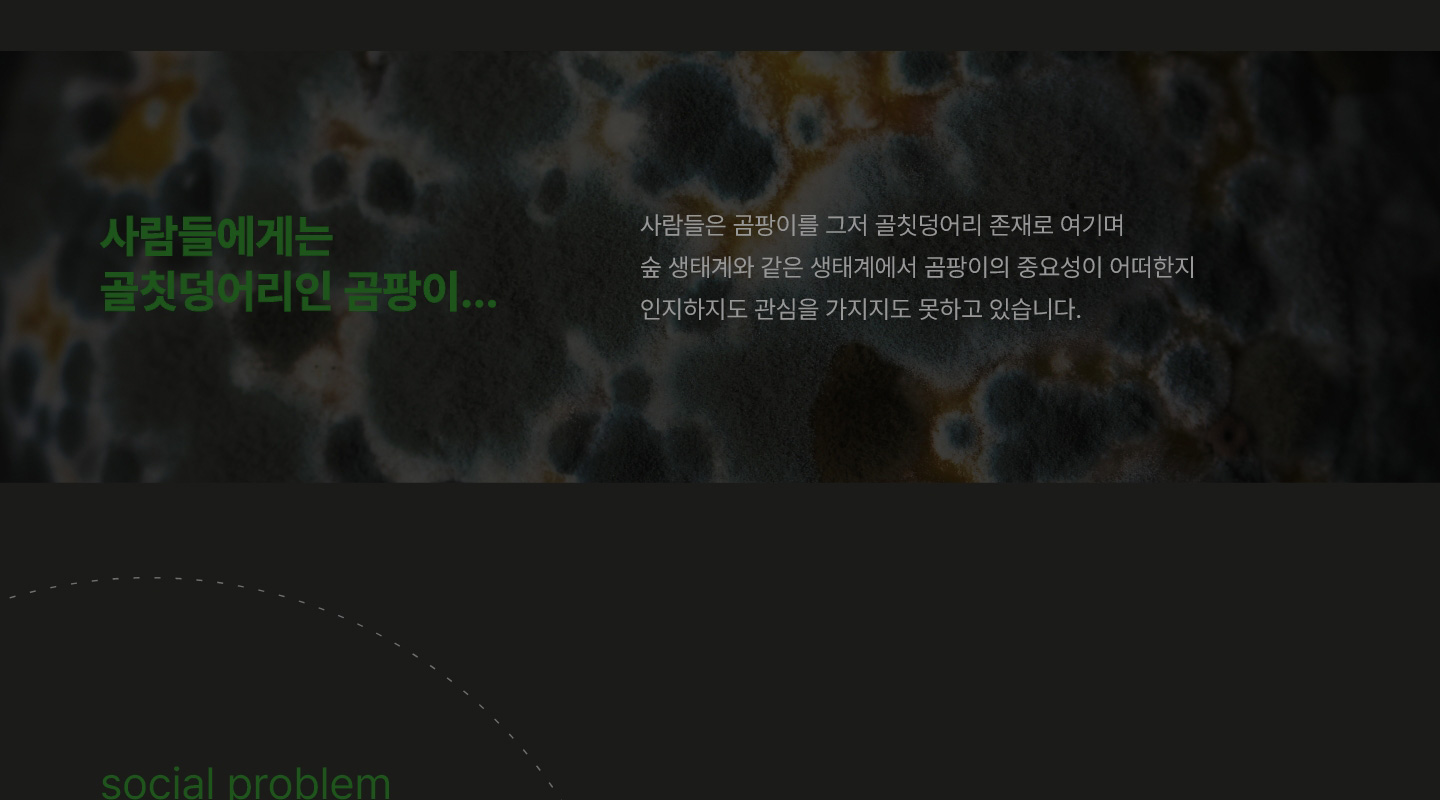 사람들에게는
골칫덩어리인 곰팡이...
사람들은 곰팡이를 그저 골칫덩어리 존재로 여기며
숲 생태계와 같은 생태계에서 곰팡이의 중요성이 어떠한지
인지하지도 관심을 가지지도 못하고 있습니다.
social problem